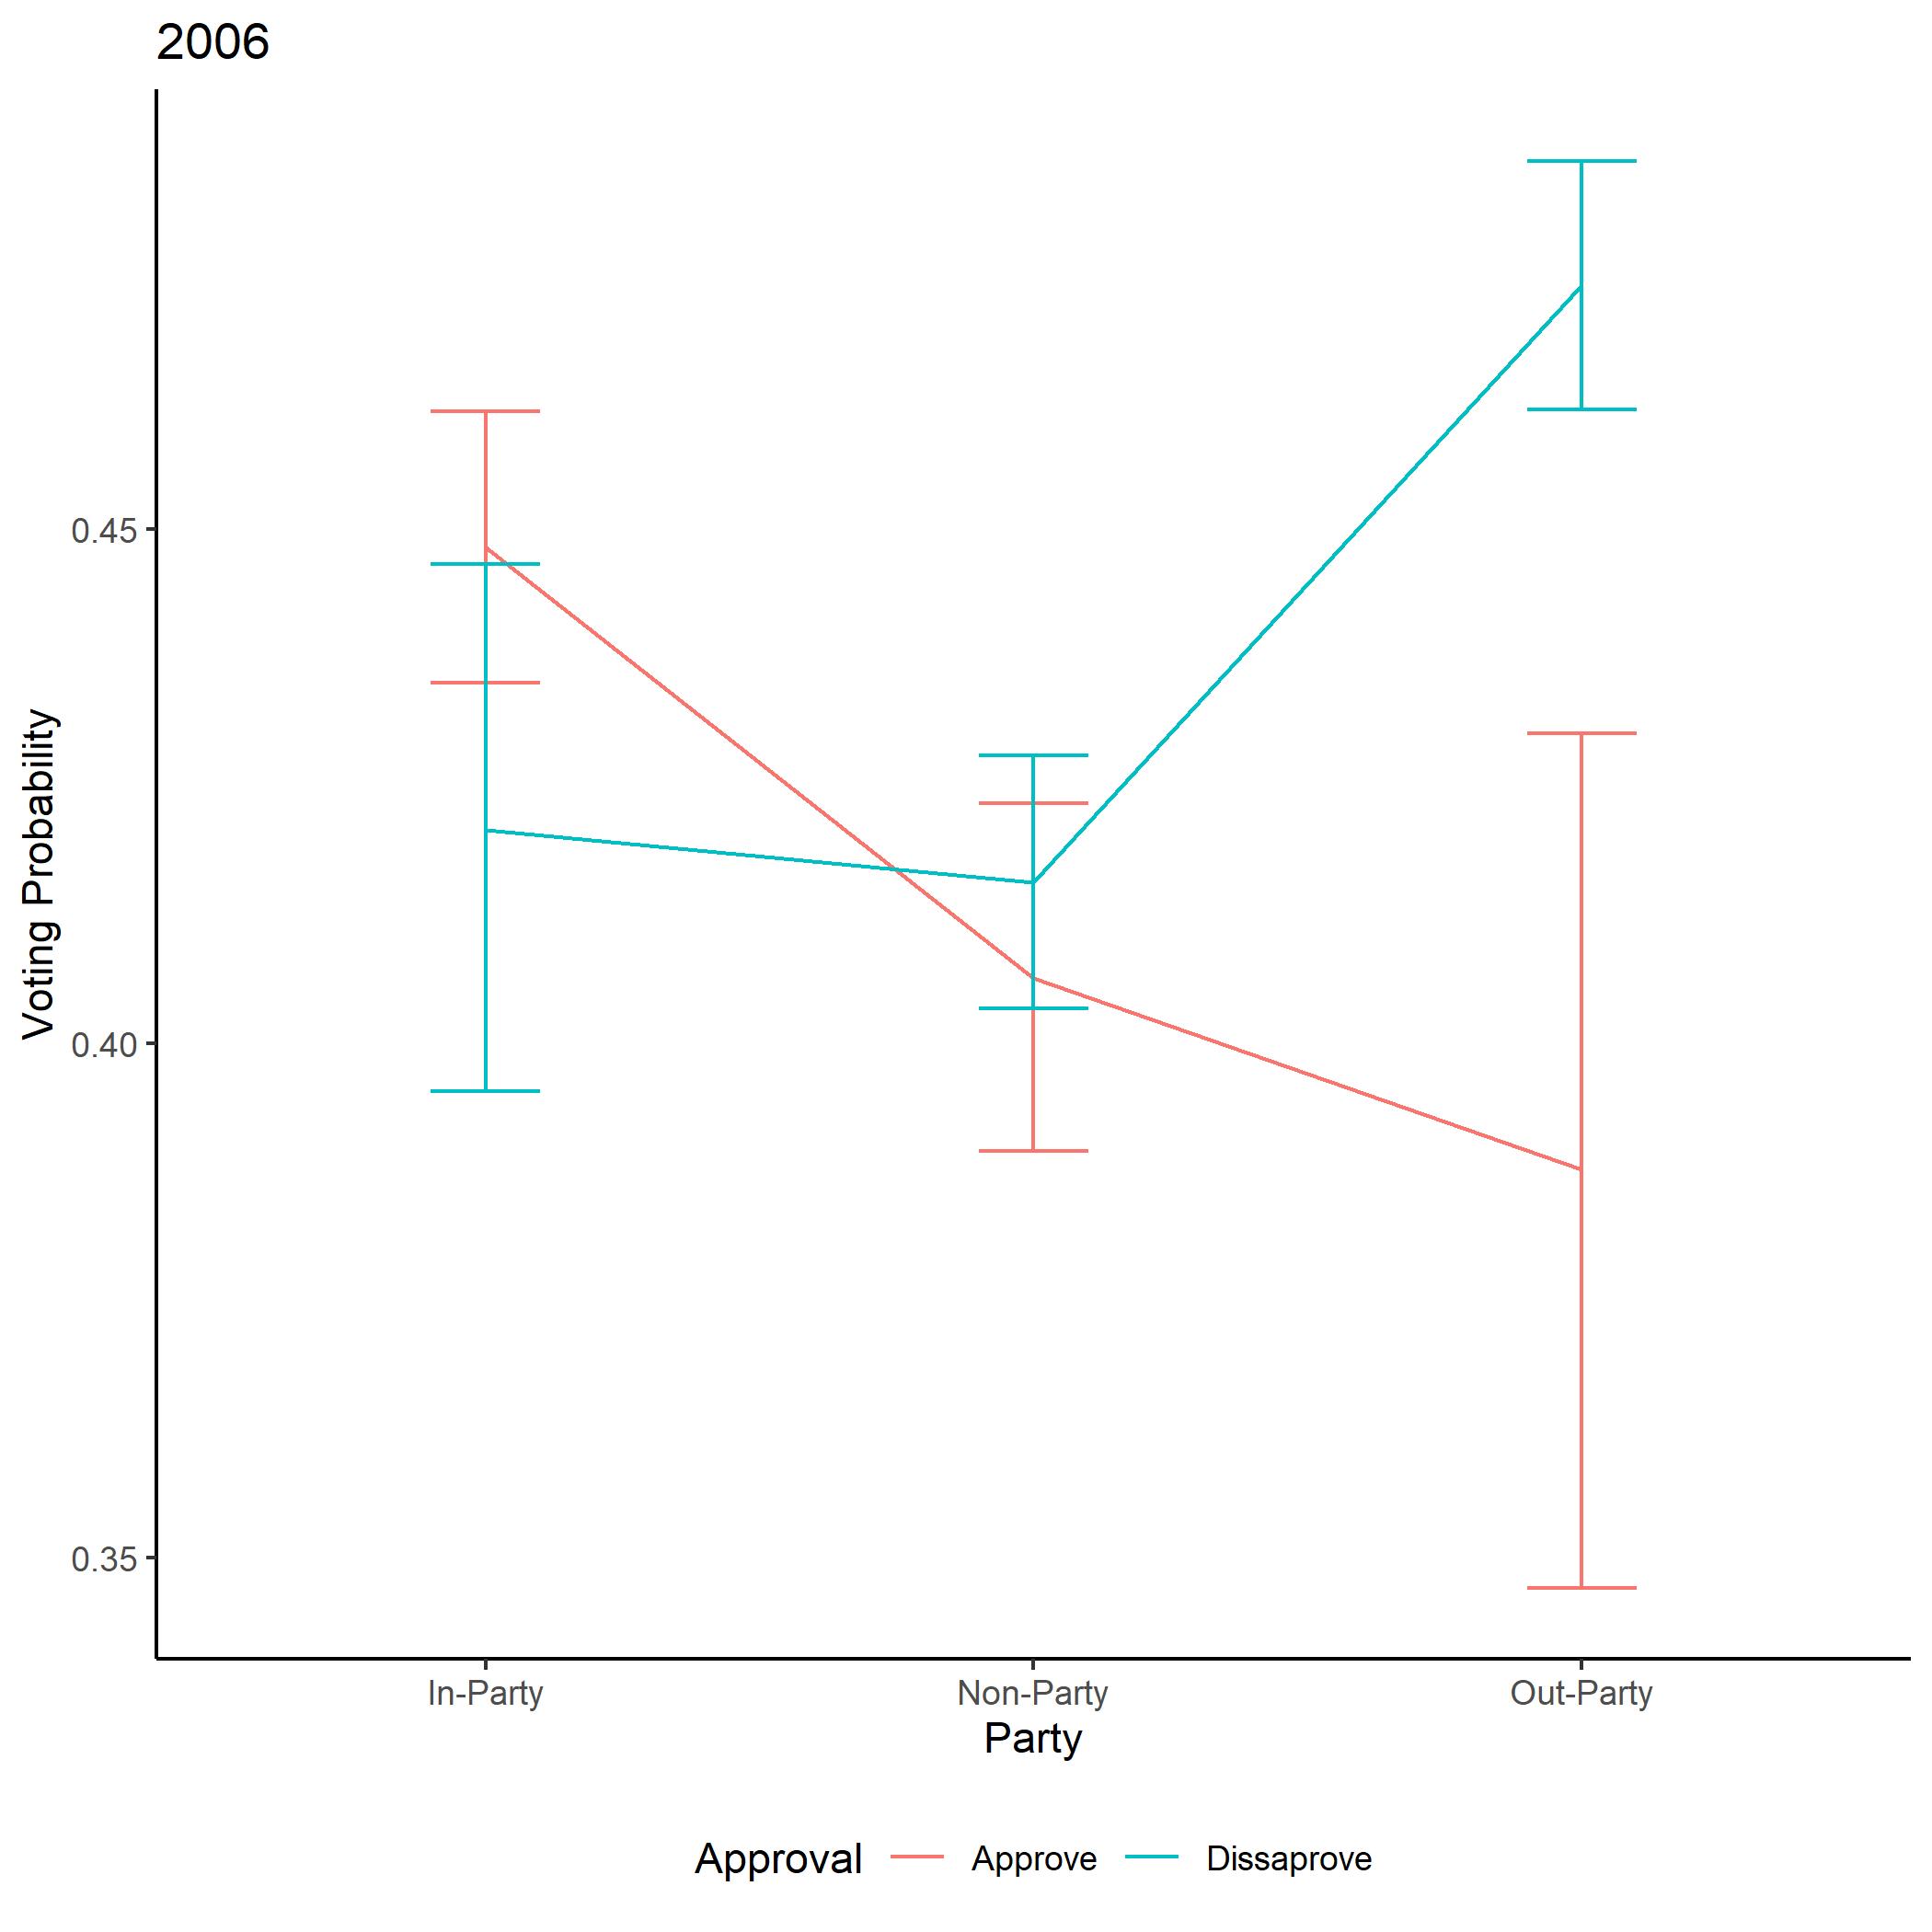 2006
Voting Probability
0.45
0.40
0.35
In-Party Non-Party Out-Party
Party
Approval Approve Dissaprove